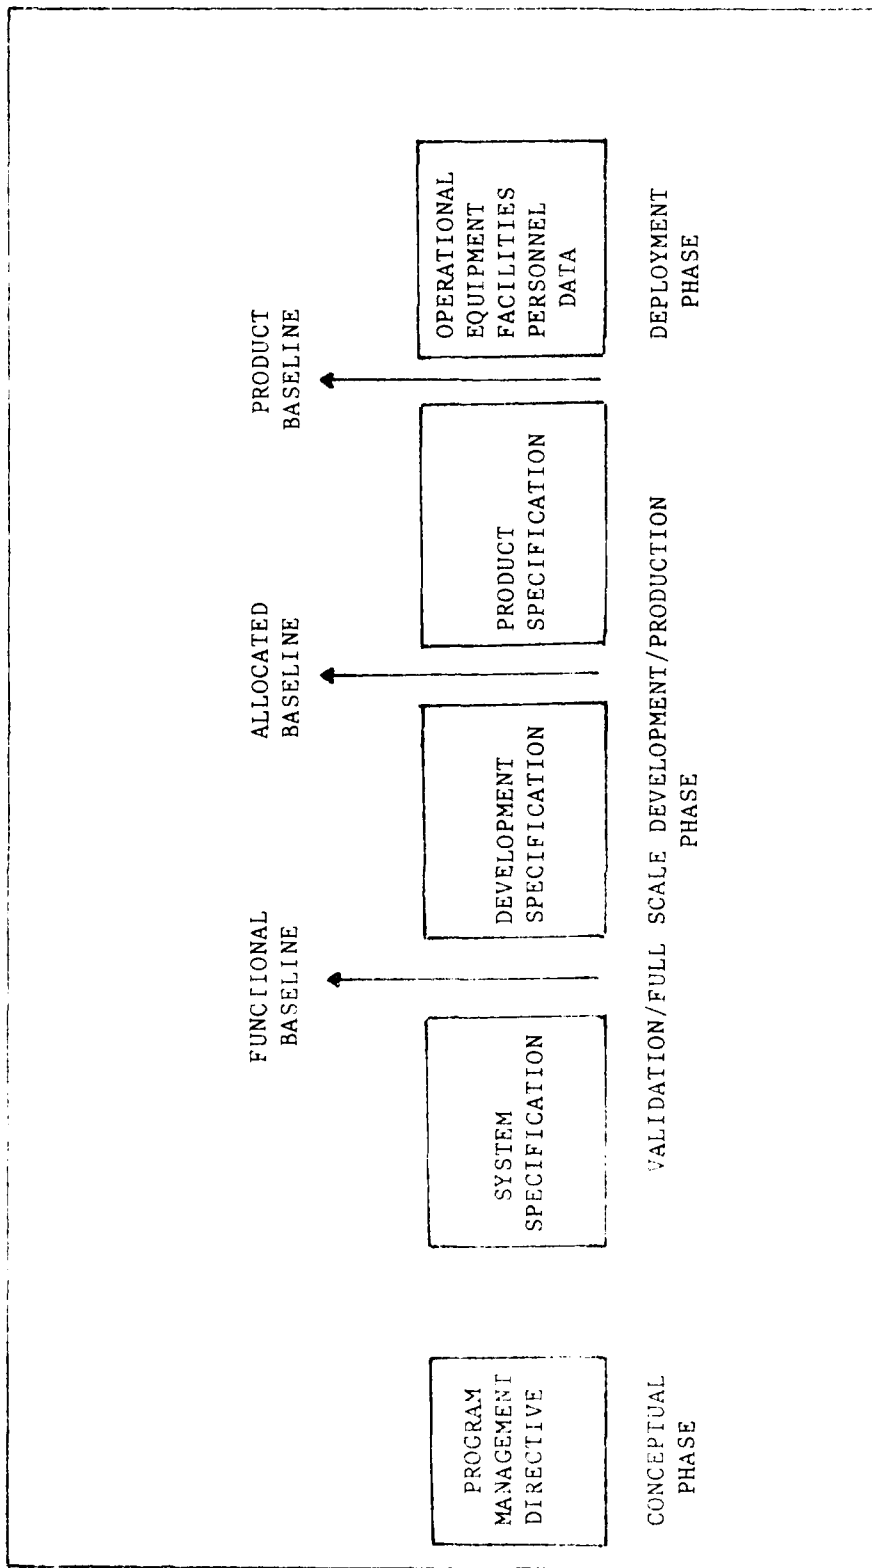 FUNCTIONAL
BASELINE
ALLOCATED
BASELINE
PRODUCT
BASELINE
PROGRAM
MANAGEMENT
DIRECTIVE
SYSTEM
SPECIFICATION
DEVELOPMENT
SPECIFICATION
PRODUCT
SPECIFICATION
OPERATIONAL
EQUIPMENT
FACILITIES
PERSONNEL
DATA
CONCEPTUAL
PHASE
VALIDATION/FULL SCALE DEVELOPMENT/PRODUCTION
PHASE
DEPLOYMENT
PHASE